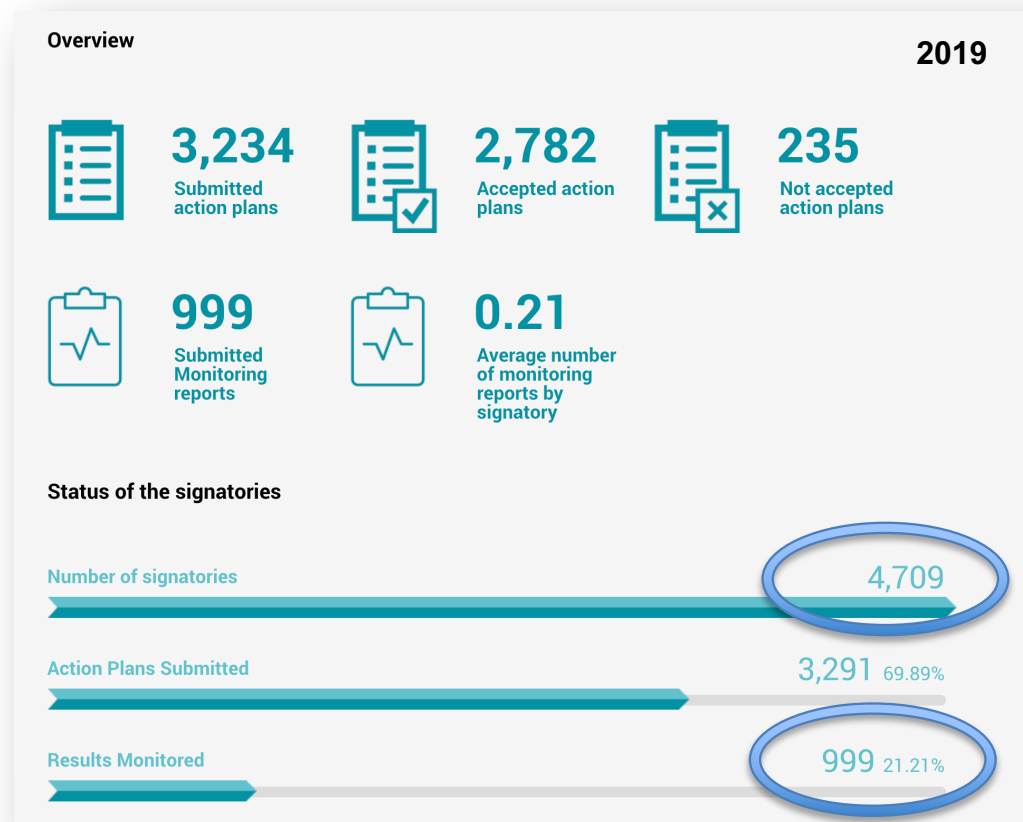 Overview
2019
3,234
Submitted
action plans
2,782
Accepted action
plans
235
Not accepted
action plans
999
Submitted
Monitoring
reports
0.21
Average number
of monitoring
reports by
signatory
Status of the signatories
Number of signatories
4,709
Action Plans Submitted
3,291 69.89%
Results Monitored
999 21.21%